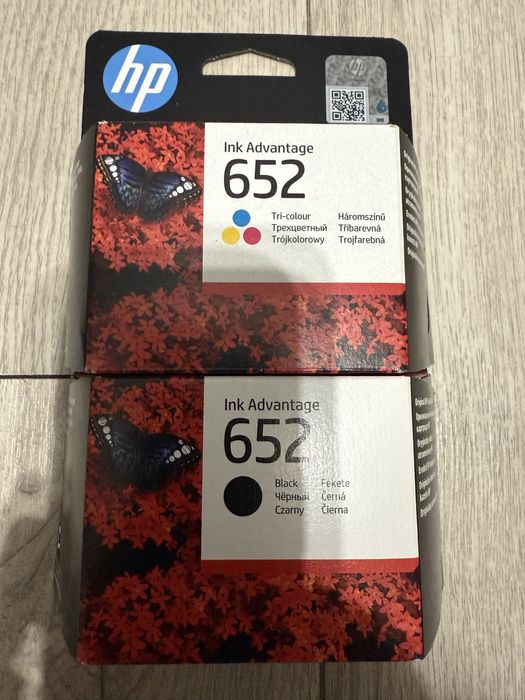 hp
hp
Ink Advantage
652
Tri-colour Háromszínű
Трехцветный Tříbarevná
Trójkolorowy Trojfarebná
Ink Advantage
652
Black Fekete
Чёрный Černá
Czarny Čierna